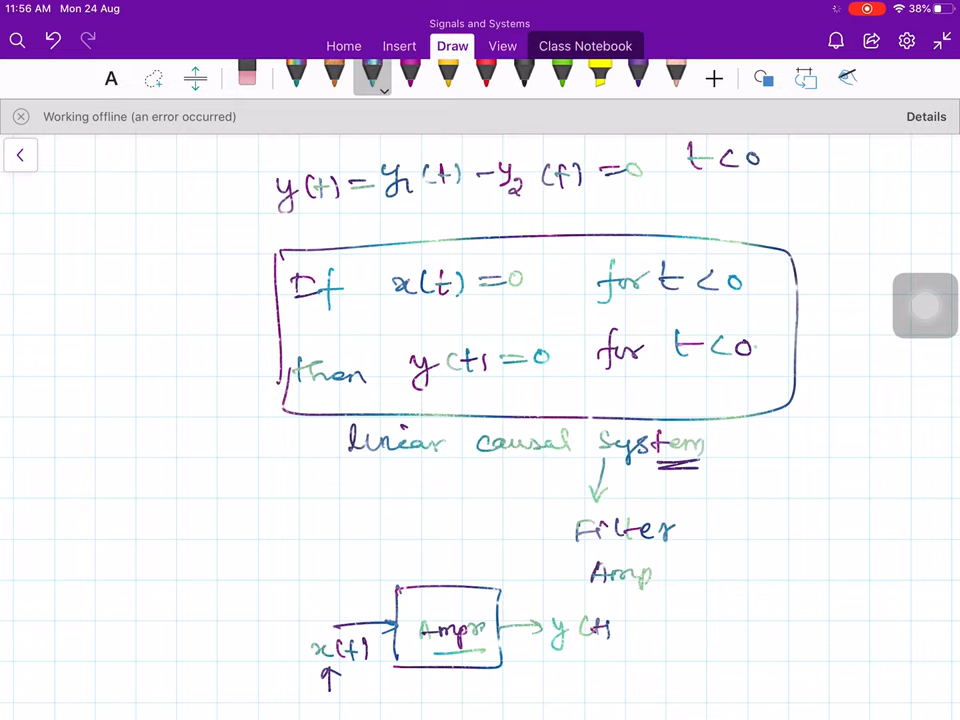 11:56 AM Mon 24 Aug
38%
Signals and Systems
Home Insert Draw View Class Notebook
A
Working offline (an error occurred)
Details
y(t) = y1(t) - y2(t) = 0 t < 0
If x(t) = 0 for t < 0
then y(t) = 0 for t < 0
linear causal system
Filter
Amp
x(t) Ampr y(t)